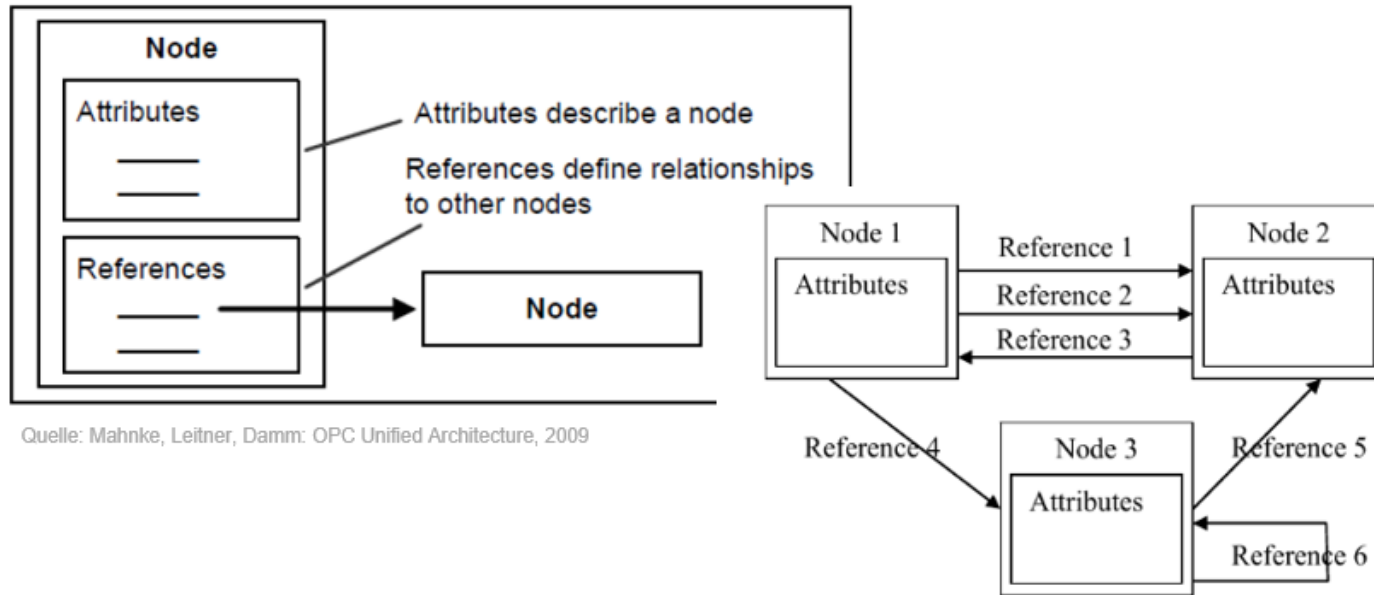 Node
Attributes
Attributes describe a node
References define relationships
to other nodes
References
Node
Quelle: Mahnke, Leitner, Damm: OPC Unified Architecture, 2009
Node 1
Attributes
Reference 1
Reference 2
Reference 3
Node 2
Attributes
Reference 4
Node 3
Attributes
Reference 5
Reference 6